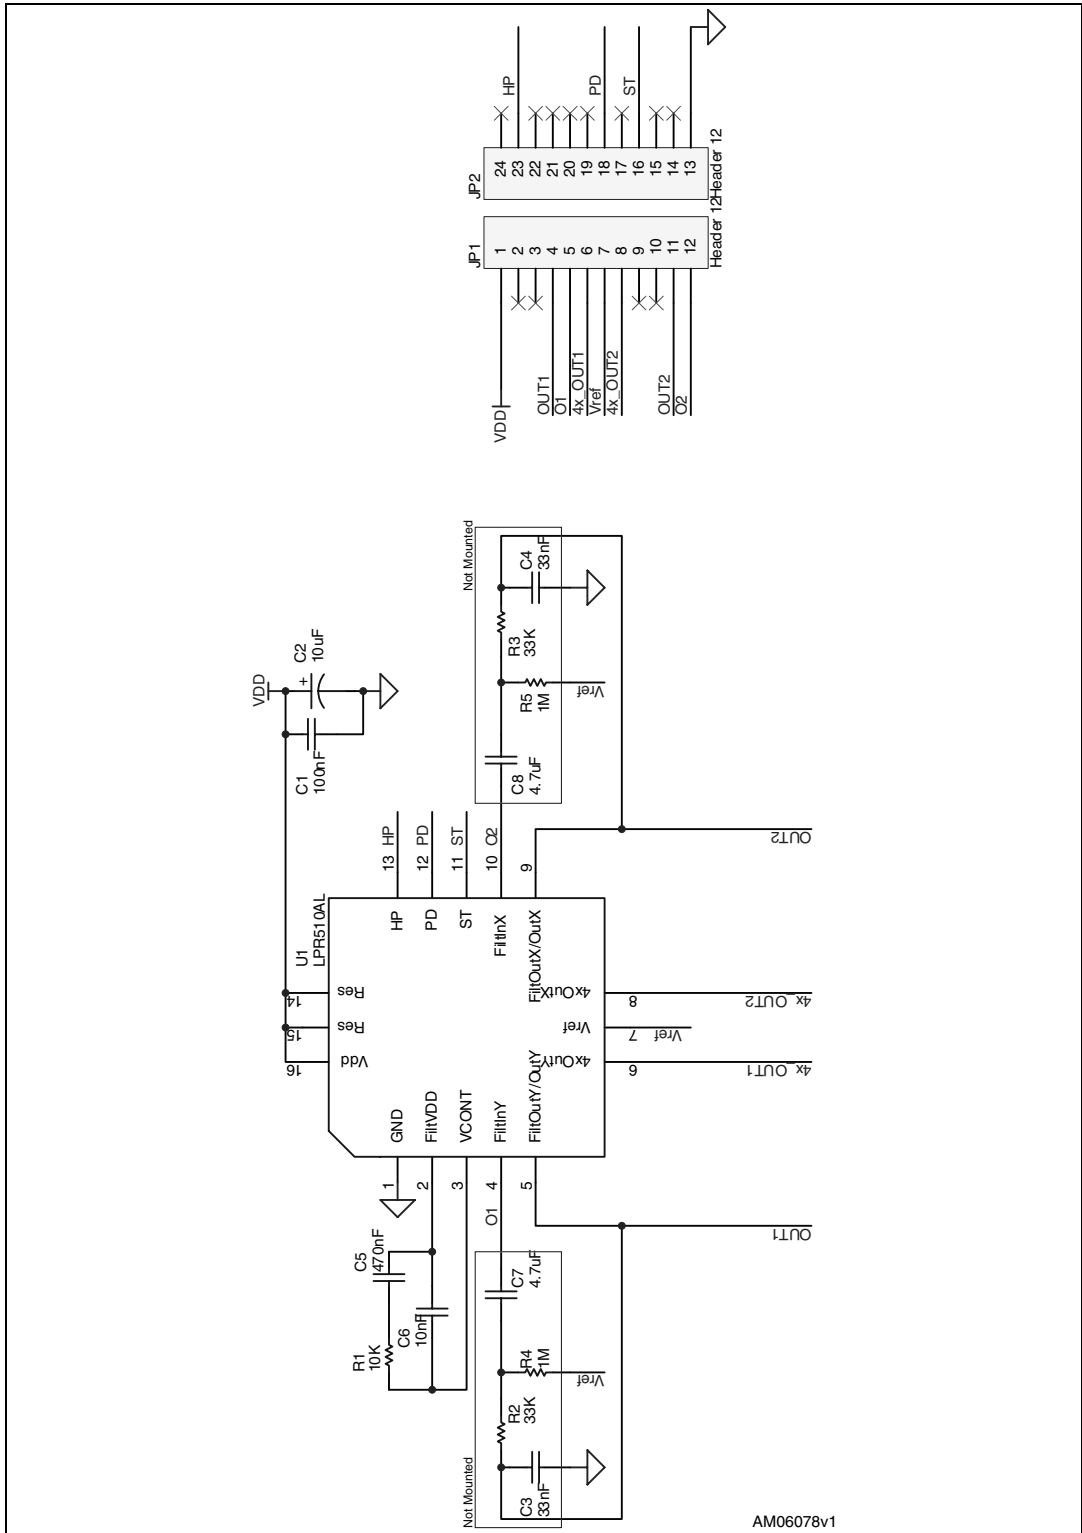 JP2
24
23
22
21
20
19
18
17
16
15
14
13
Header 12
HP
PD
ST
JP1
1
2
3
4
5
6
7
8
9
10
11
12
Header 12
VDD
OUT1
O1
4x_OUT1
Vref
4x_OUT2
OUT2
O2
Not Mounted
C4
33nF
R3
33K
R5
1M
Vref
C8
4.7uF
VDD
C2
10uF
+
C1
100nF
13 HP
12 PD
11 ST
10 O2
9
OUT2
U1
LPR510AL
HP
PD
ST
FiltInX
FiltOutX/OutX
14
Res
15
Res
16
Vdd
4xOutX
8
4x_OUT2
Vref
7
Vref
4xOutY
6
4x_OUT1
GND
FiltVDD
VCONT
FiltInY
FiltOutY/OutY
1
2
3
4
5
O1
OUT1
C5
470nF
R1
10K
C6
10nF
C7
4.7uF
R4
1M
Vref
R2
33K
C3
33nF
Not Mounted
AM06078v1